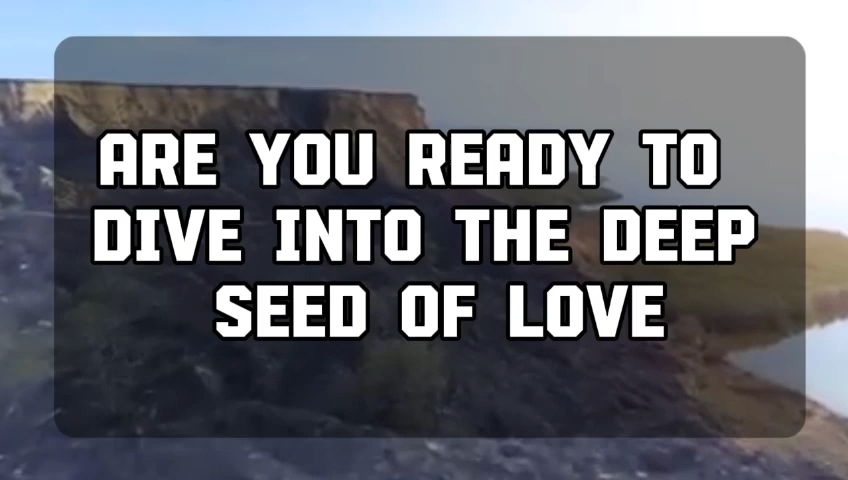 ARE YOU READY TO
DIVE INTO THE DEEP
SEED OF LOVE